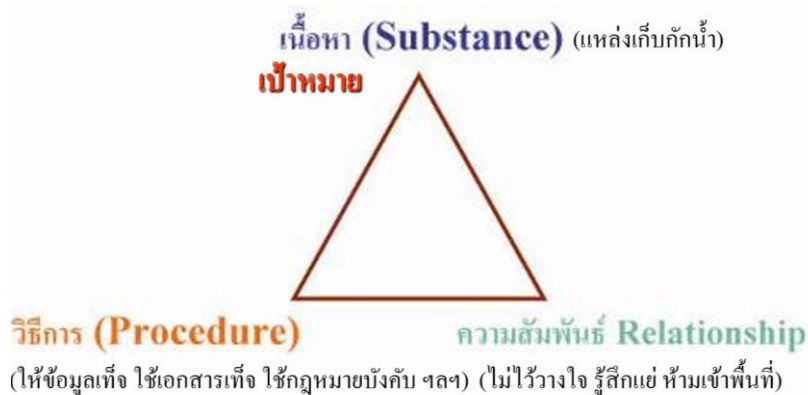 เนื้อหา (Substance) (แหล่งเก็บกักน้ำ)
เป้าหมาย
วิธีการ (Procedure) ความสัมพันธ์ Relationship
(ให้ข้อมูลเท็จ ใช้เอกสารเท็จ ใช้กฎหมายบังคับ ฯลฯ) (ไม่ไว้วางใจ รู้สึกแย่ ห้ามเข้าพื้นที่)